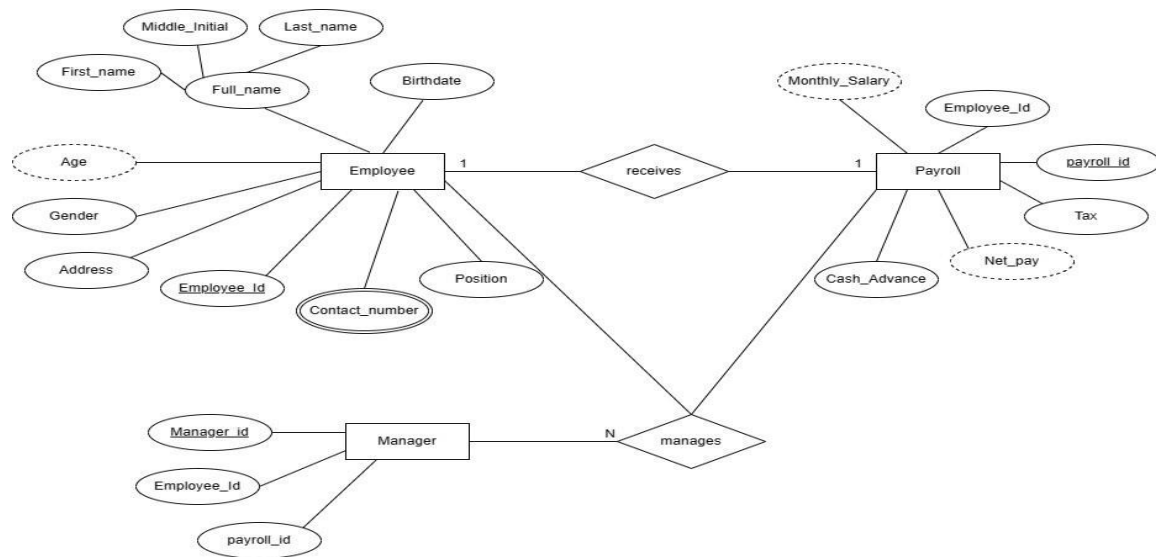 Middle_Initial
Last_name
First_name
Full_name
Birthdate
Monthly_Salary
Employee_Id
Age
Employee
1
receives
1
Payroll
payroll_id
Gender
Tax
Address
Employee_Id
Contact_number
Position
Cash_Advance
Net_pay
Manager_id
Manager
N
manages
Employee_Id
payroll_id